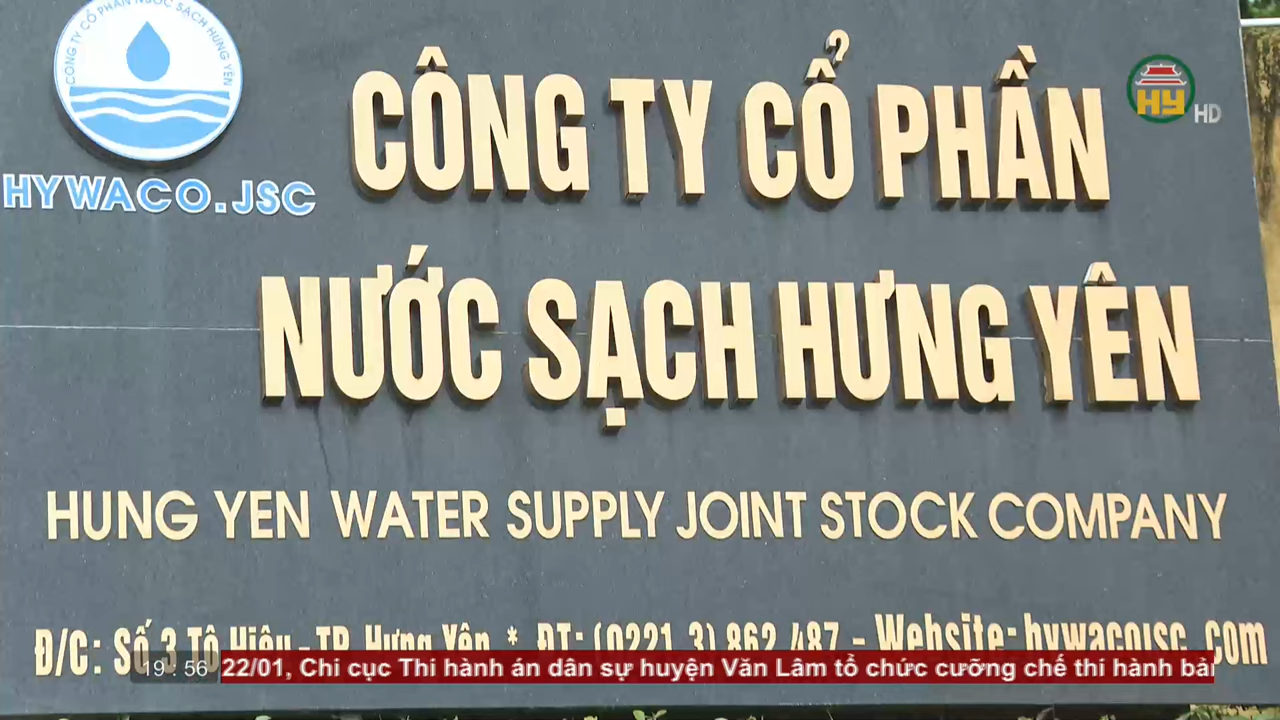 CÔNG TY CỔ PHẦN NƯỚC SẠCH HƯNG YÊN
HYWACO.JSC
CÔNG TY CỔ PHẦN
HY HD
NƯỚC SẠCH HƯNG YÊN
HUNG YEN WATER SUPPLY JOINT STOCK COMPANY
Đ/C: Số 3 Tô Hiệu - TP. Hưng Yên * ĐT: (0221.3) 862 487 - Website: hywacojsc.com
19:56 22/01, Chi cục Thi hành án dân sự huyện Văn Lâm tổ chức cưỡng chế thi hành